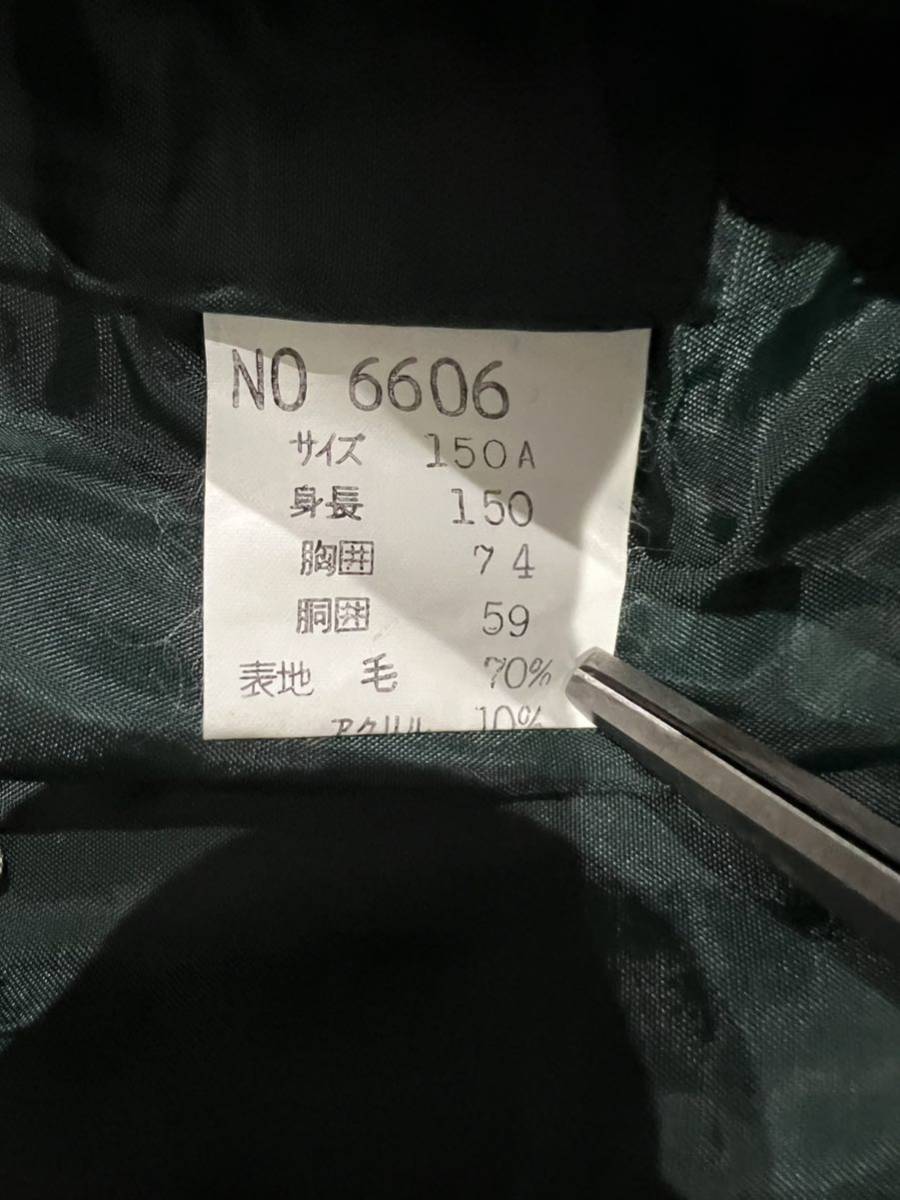 NO 6606
サイズ 150A
身長 150
胸囲 74
胴囲 59
表地 毛 70%
アクリル 10%